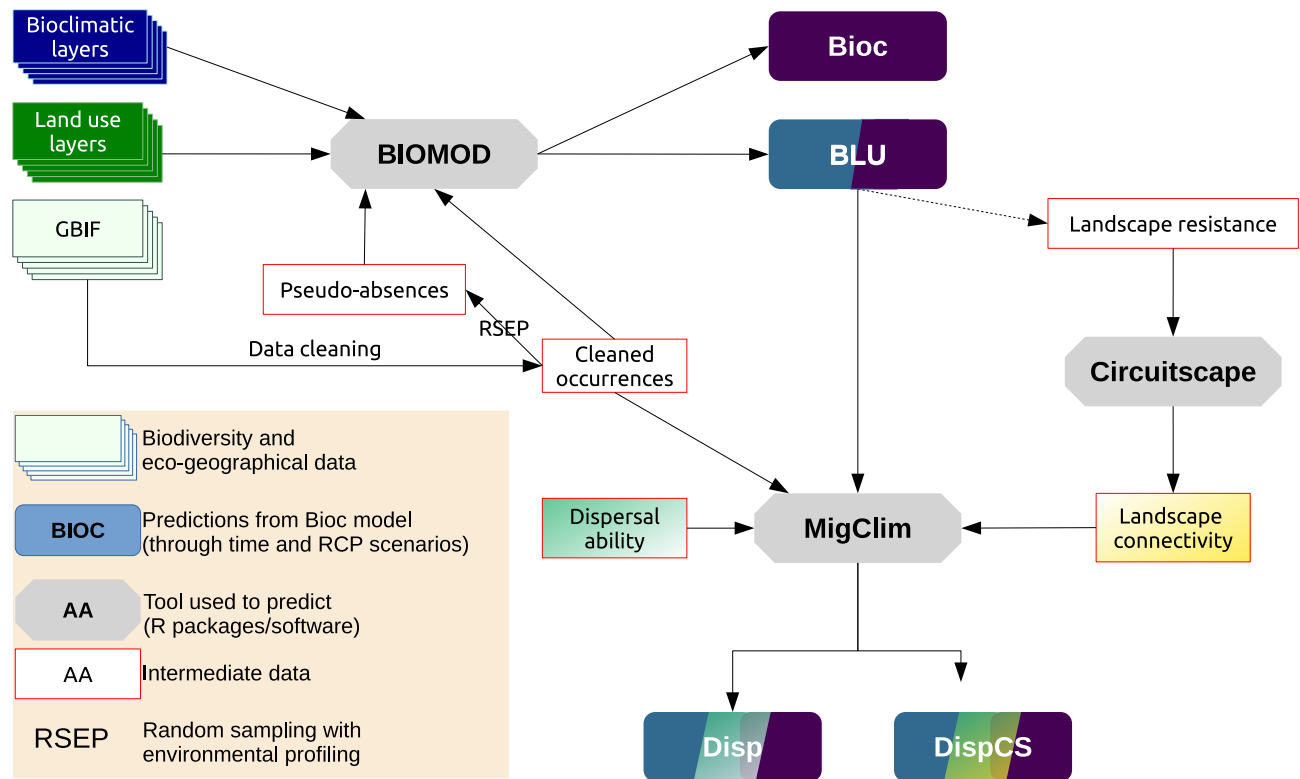 Bioclimatic
layers
Bioc
Land use
layers
BIOMOD
BLU
GBIF
Landscape resistance
Pseudo-absences
RSEP
Data cleaning
Cleaned
occurrences
Circuitscape
Biodiversity and
eco-geographical data
BIOC
Predictions from Bioc model
(through time and RCP scenarios)
Dispersal
ability
MigClim
Landscape
connectivity
AA
Tool used to predict
(R packages/software)
AA
Intermediate data
RSEP
Random sampling with
environmental profiling
Disp
DispCS